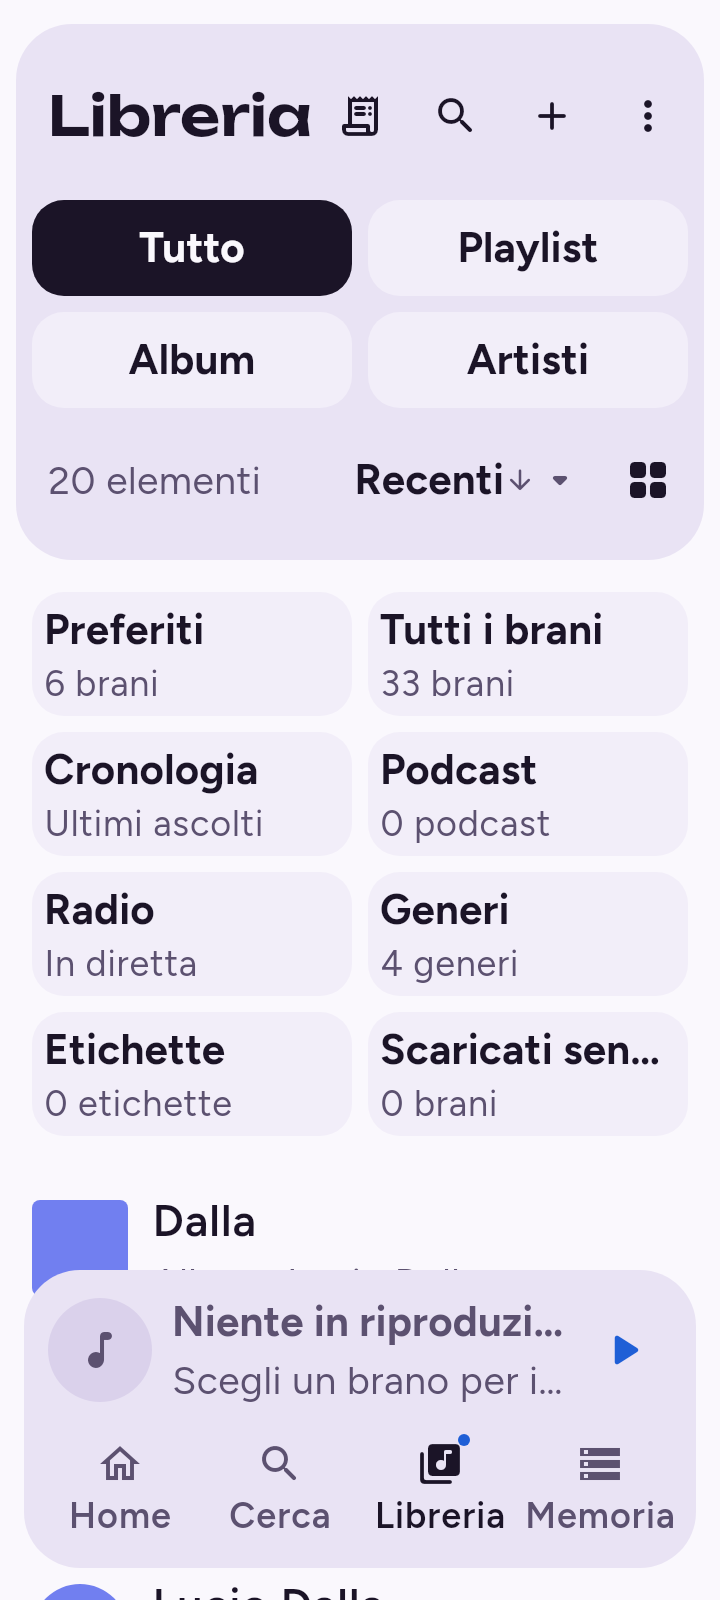 Libreria
Tutto
Playlist
Album
Artisti
20 elementi
Recenti
Preferiti
6 brani
Tutti i brani
33 brani
Cronologia
Ultimi ascolti
Podcast
0 podcast
Radio
In diretta
Generi
4 generi
Etichette
0 etichette
Scaricati sen...
0 brani
Dalla
Niente in riproduzi...
Scegli un brano per i...
Home
Cerca
Libreria
Memoria
Lucio Dalla